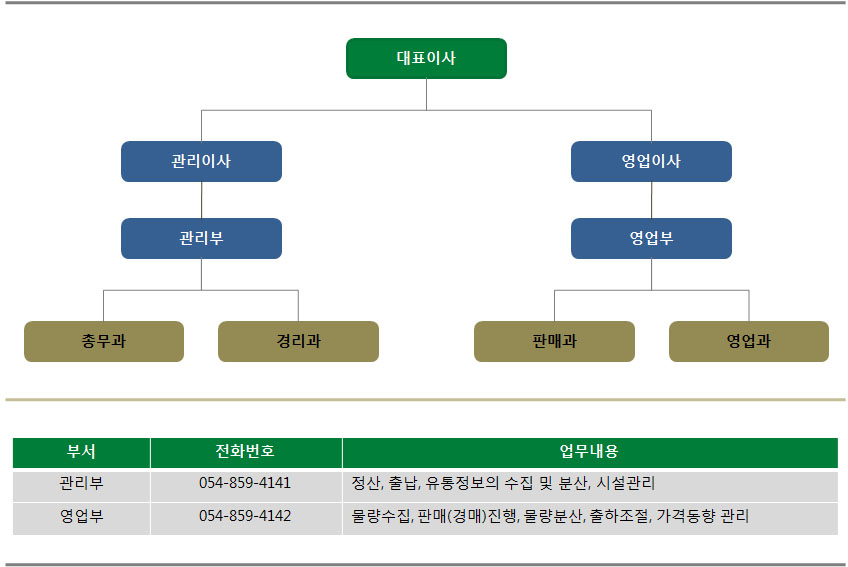 대표이사
관리이사 영업이사
관리부 영업부
총무과 경리과 판매과 영업과
부서 전화번호 업무내용
관리부 054-859-4141 정산, 출납, 유통정보의 수집 및 분산, 시설관리
영업부 054-859-4142 물량수집, 판매(경매)진행, 물량분산, 출하조절, 가격동향 관리